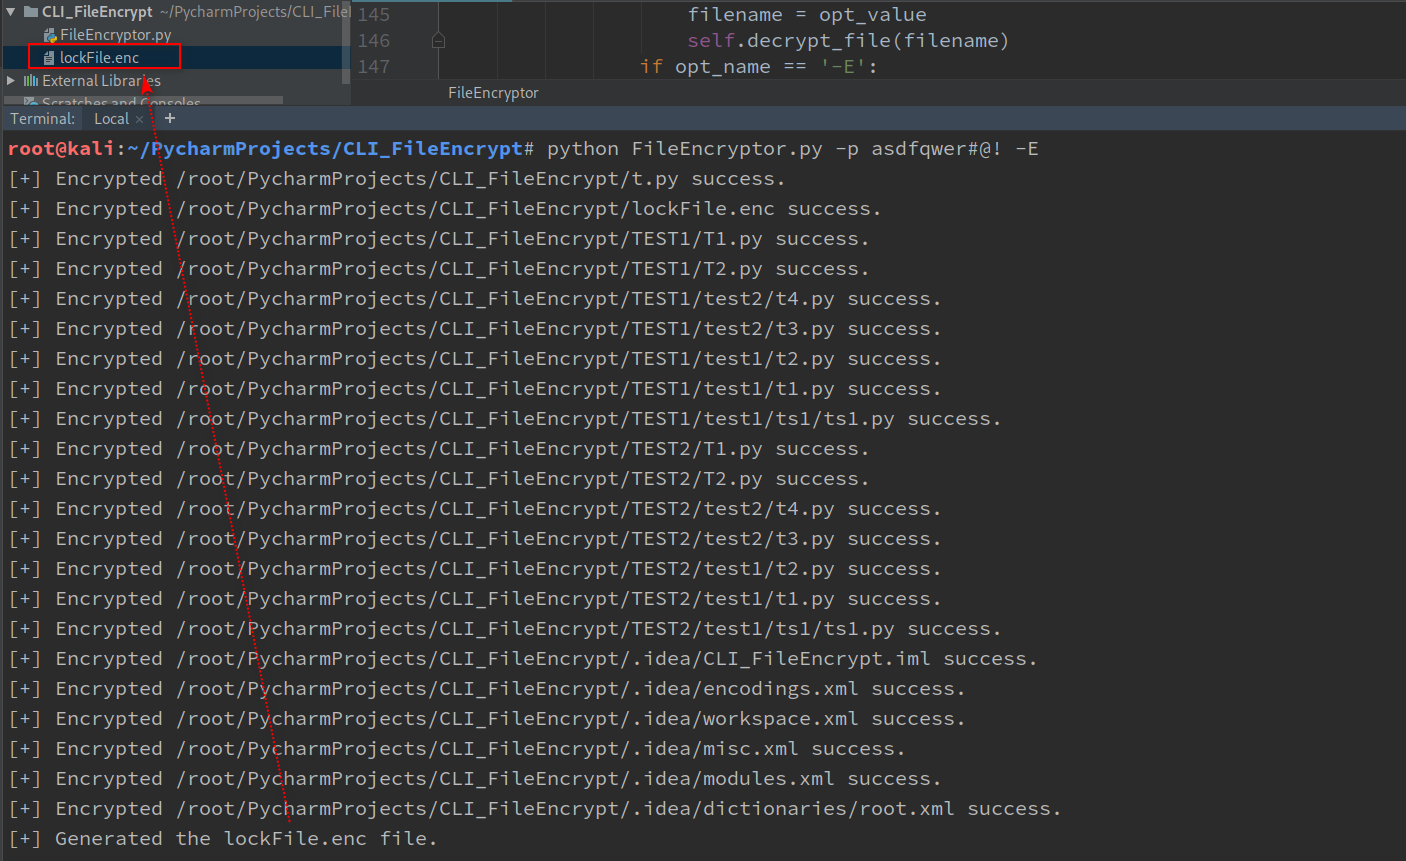 CLI_FileEncrypt ~/PycharmProjects/CLI_Filel
FileEncryptor.py
lockFile.enc
External Libraries
Scratches and Consoles
145 filename = opt_value
146 self.decrypt_file(filename)
147 if opt_name == '-E':
FileEncryptor
Terminal: Local × +
root@kali:~/PycharmProjects/CLI_FileEncrypt# python FileEncryptor.py -p asdfqwer#@! -E
[+] Encrypted /root/PycharmProjects/CLI_FileEncrypt/t.py success.
[+] Encrypted /root/PycharmProjects/CLI_FileEncrypt/lockFile.enc success.
[+] Encrypted /root/PycharmProjects/CLI_FileEncrypt/TEST1/T1.py success.
[+] Encrypted /root/PycharmProjects/CLI_FileEncrypt/TEST1/T2.py success.
[+] Encrypted /root/PycharmProjects/CLI_FileEncrypt/TEST1/test2/t4.py success.
[+] Encrypted /root/PycharmProjects/CLI_FileEncrypt/TEST1/test2/t3.py success.
[+] Encrypted /root/PycharmProjects/CLI_FileEncrypt/TEST1/test1/t2.py success.
[+] Encrypted /root/PycharmProjects/CLI_FileEncrypt/TEST1/test1/t1.py success.
[+] Encrypted /root/PycharmProjects/CLI_FileEncrypt/TEST1/test1/ts1/ts1.py success.
[+] Encrypted /root/PycharmProjects/CLI_FileEncrypt/TEST2/T1.py success.
[+] Encrypted /root/PycharmProjects/CLI_FileEncrypt/TEST2/T2.py success.
[+] Encrypted /root/PycharmProjects/CLI_FileEncrypt/TEST2/test2/t4.py success.
[+] Encrypted /root/PycharmProjects/CLI_FileEncrypt/TEST2/test2/t3.py success.
[+] Encrypted /root/PycharmProjects/CLI_FileEncrypt/TEST2/test1/t2.py success.
[+] Encrypted /root/PycharmProjects/CLI_FileEncrypt/TEST2/test1/t1.py success.
[+] Encrypted /root/PycharmProjects/CLI_FileEncrypt/TEST2/test1/ts1/ts1.py success.
[+] Encrypted /root/PycharmProjects/CLI_FileEncrypt/.idea/CLI_FileEncrypt.iml success.
[+] Encrypted /root/PycharmProjects/CLI_FileEncrypt/.idea/encodings.xml success.
[+] Encrypted /root/PycharmProjects/CLI_FileEncrypt/.idea/workspace.xml success.
[+] Encrypted /root/PycharmProjects/CLI_FileEncrypt/.idea/misc.xml success.
[+] Encrypted /root/PycharmProjects/CLI_FileEncrypt/.idea/modules.xml success.
[+] Encrypted /root/PycharmProjects/CLI_FileEncrypt/.idea/dictionaries/root.xml success.
[+] Generated the lockFile.enc file.